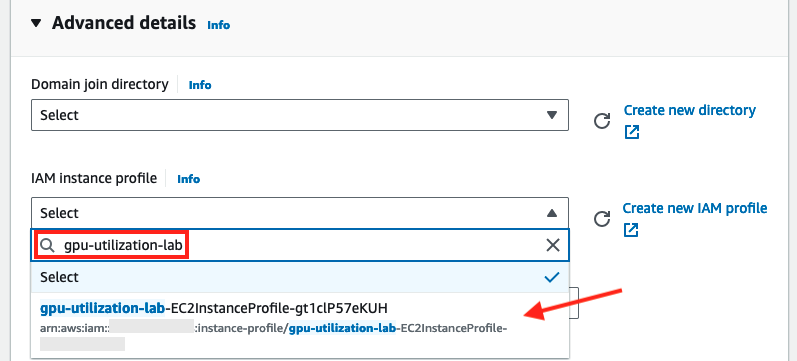 ▼ Advanced details Info
Domain join directory Info
Select
Create new directory
IAM instance profile Info
Select
Create new IAM profile
gpu-utilization-lab
Select
gpu-utilization-lab-EC2InstanceProfile-gt1clP57eKUH
arn:aws:iam:: :instance-profile/gpu-utilization-lab-EC2InstanceProfile-